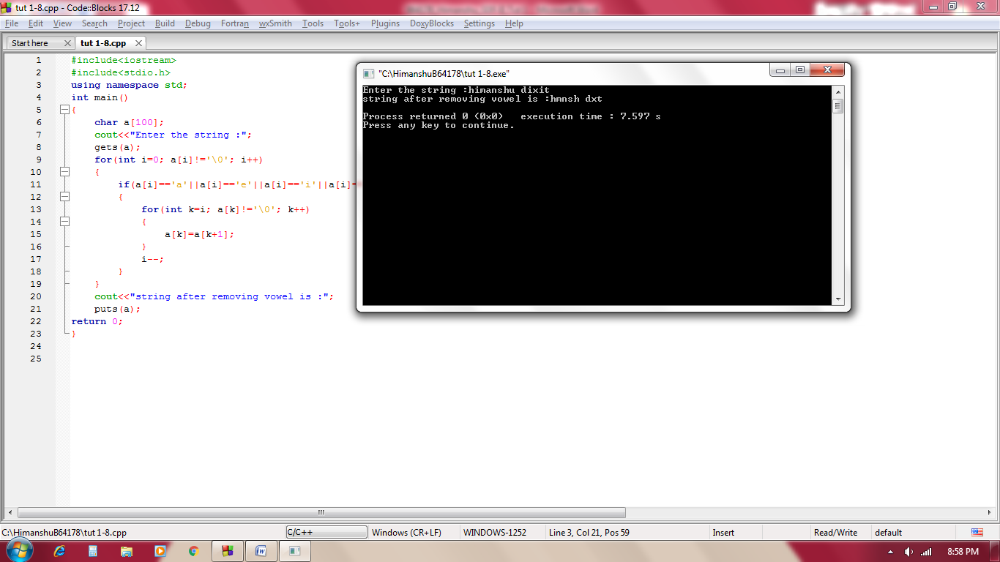 tut 1-8.cpp - Code::Blocks 17.12
File Edit View Search Project Build Debug Fortran wxSmith Tools Tools+ Plugins DoxyBlocks Settings Help
Start here tut 1-8.cpp
1 #include<iostream>
2 #include<stdio.h>
3 using namespace std;
4 int main()
5 {
6 char a[100];
7 cout<<"Enter the string :";
8 gets(a);
9 for(int i=0; a[i]!='\0'; i++)
10 {
11 if(a[i]=='a'||a[i]=='e'||a[i]=='i'||a[i]=
12 {
13 for(int k=i; a[k]!='\0'; k++)
14 {
15 a[k]=a[k+1];
16 }
17 i--;
18 }
19 }
20 cout<<"string after removing vowel is :";
21 puts(a);
22 return 0;
23 }
24
25
"C:\HimanshuB64178\tut 1-8.exe"
Enter the string :himanshu dixit
string after removing vowel is :hmnsh dxt
Process returned 0 (0x0) execution time : 7.597 s
Press any key to continue.
C:\HimanshuB64178\tut 1-8.cpp C/C++ Windows (CR+LF) WINDOWS-1252 Line 3, Col 21, Pos 59 Insert Read/Write default
8:58 PM